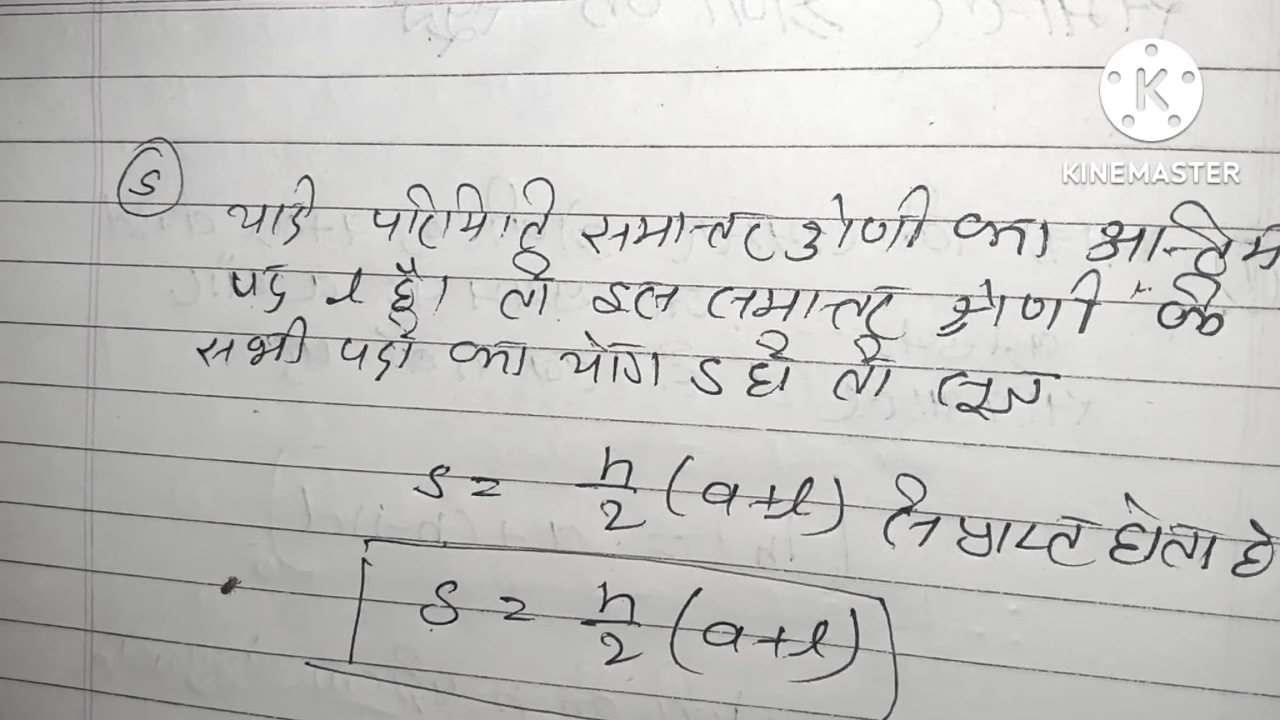 K
KINEMASTER
5 यदि परिमित समान्तर श्रेणी का अन्तिम
पद l है। तो इस समान्तर श्रेणी के
सभी पदो का योग S हो तो सूत्र
S = n/2 (a+l) से प्राप्त होता है
S = n/2 (a+l)